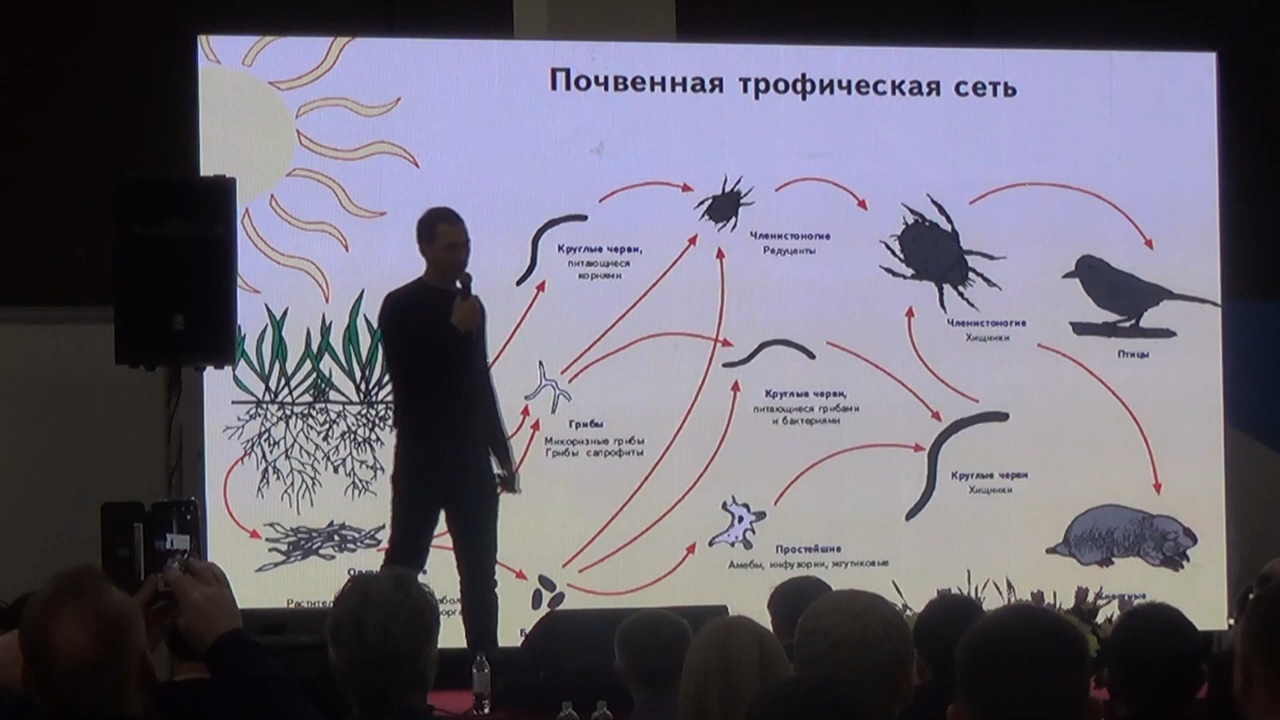 Почвенная трофическая сеть
Круглые черви,
питающиеся
корнями
Членистоногие
Редуценты
Членистоногие
Хищники
Птицы
Грибы
Микоризные грибы
Грибы сапрофиты
Круглые черви,
питающиеся грибами
и бактериями
Круглые черви
Хищники
Простейшие
Амебы, инфузории, жгутиковые